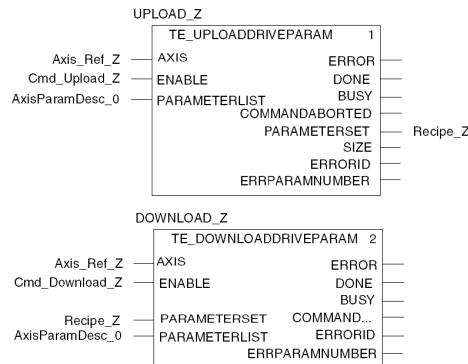 UPLOAD_Z
TE_UPLOADDRIVEPARAM 1
Axis_Ref_Z AXIS ERROR
Cmd_Upload_Z ENABLE DONE
AxisParamDesc_0 PARAMETERLIST BUSY
COMMANDABORTED
PARAMETERSET Recipe_Z
SIZE
ERRORID
ERRPARAMNUMBER
DOWNLOAD_Z
TE_DOWNLOADDRIVEPARAM 2
Axis_Ref_Z AXIS ERROR
Cmd_Download_Z ENABLE DONE
BUSY
Recipe_Z PARAMETERSET COMMAND...
AxisParamDesc_0 PARAMETERLIST ERRORID
ERRPARAMNUMBER